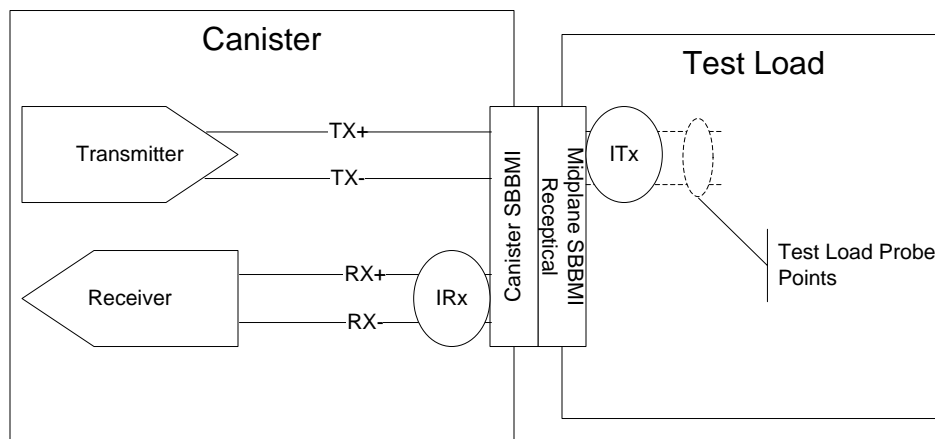 Canister
Test Load
Transmitter
TX+
TX-
Canister SBBMI
Midplane SBBMI
Receptical
ITx
Receiver
RX+
RX-
IRx
Test Load Probe
Points